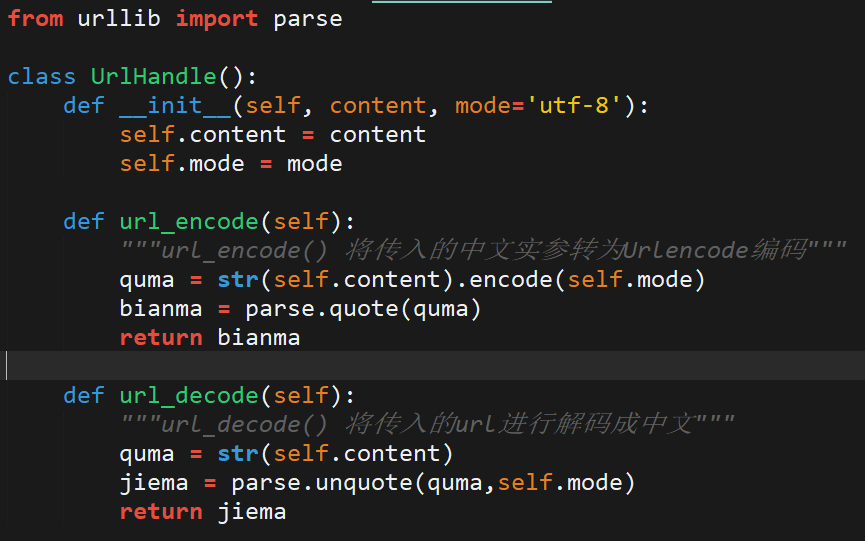 from urllib import parse
class UrlHandle():
def __init__(self, content, mode='utf-8'):
self.content = content
self.mode = mode
def url_encode(self):
"""url_encode() 将传入的中文实参转为Urlencode编码"""
quma = str(self.content).encode(self.mode)
bianma = parse.quote(quma)
return bianma
def url_decode(self):
"""url_decode() 将传入的url进行解码成中文"""
quma = str(self.content)
jiema = parse.unquote(quma,self.mode)
return jiema